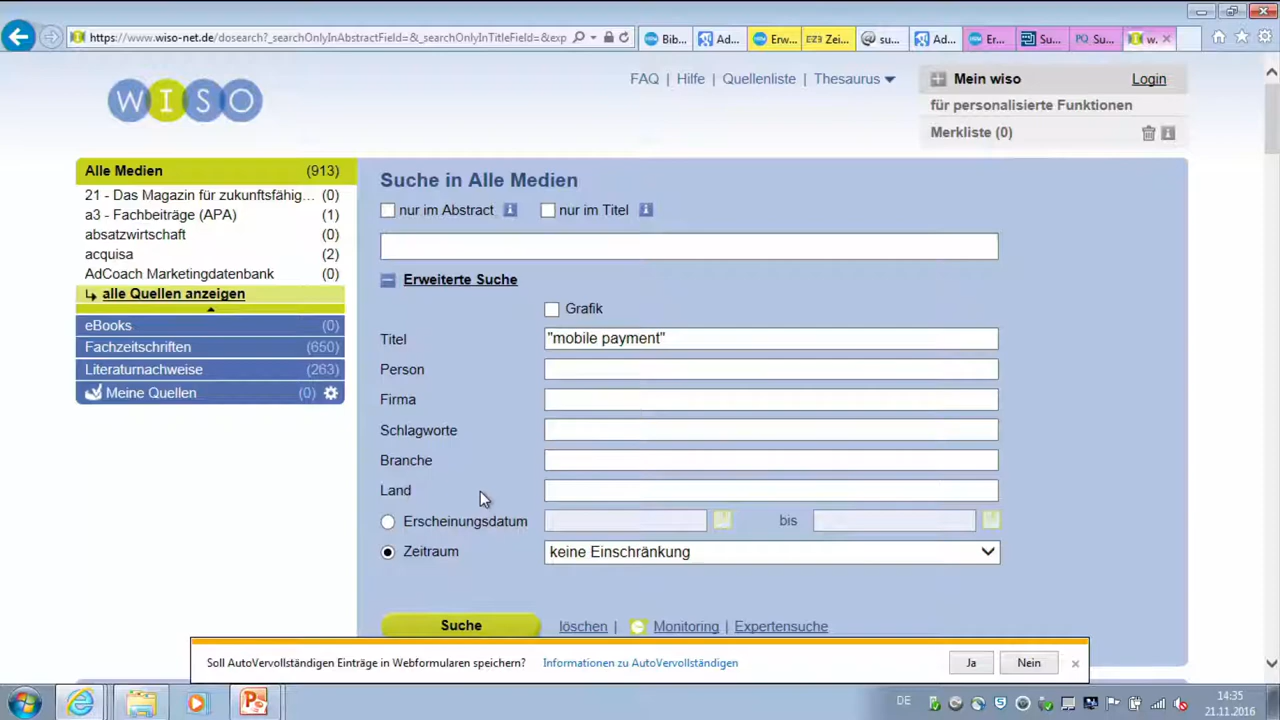 https://www.wiso-net.de/dosearch?_searchOnlyInAbstractField=&_searchOnlyInTitleField=&exp
Bib... Ad... Erw... EZ3 Zei... su... Ad... Er... Su... PQ Su... w.
WISO
FAQ | Hilfe | Quellenliste | Thesaurus
Mein wiso Login
für personalisierte Funktionen
Merkliste (0)
Alle Medien (913)
21 - Das Magazin für zukunftsfähig... (0)
a3 - Fachbeiträge (APA) (1)
absatzwirtschaft (0)
acquisa (2)
AdCoach Marketingdatenbank (0)
alle Quellen anzeigen
eBooks (0)
Fachzeitschriften (650)
Literaturnachweise (263)
Meine Quellen (0)
Suche in Alle Medien
nur im Abstract nur im Titel
Erweiterte Suche
Grafik
Titel "mobile payment"
Person
Firma
Schlagworte
Branche
Land
Erscheinungsdatum bis
Zeitraum keine Einschränkung
Suche löschen | Monitoring | Expertensuche
Soll AutoVervollständigen Einträge in Webformularen speichern? Informationen zu AutoVervollständigen Ja Nein
DE 14:35
21.11.2016